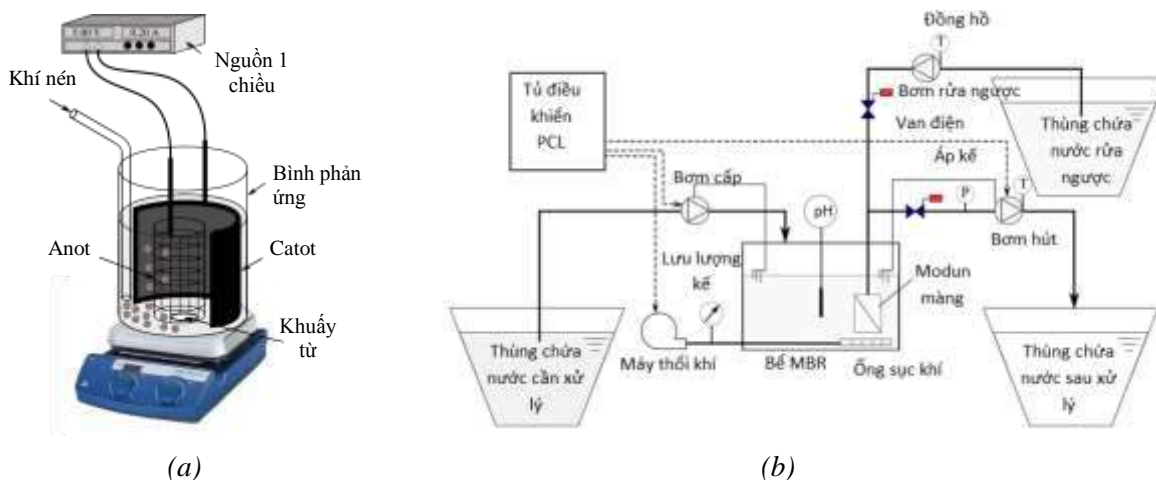 Nguồn 1
chiều
Khí nén
Bình phản
ứng
Anot
Catot
Khuấy
từ
(a)
Đồng hồ
T
Tủ điều
khiển
PCL
Bơm rửa ngược
Van điện
Thùng chứa
nước rửa
ngược
Áp kế
Bơm cấp
P
T
pH
Bơm hút
Lưu lượng
kế
Modun
màng
Thùng chứa
nước cần xử
lý
Máy thổi khí
Bể MBR
Ống sục khí
Thùng chứa
nước sau xử
lý
(b)